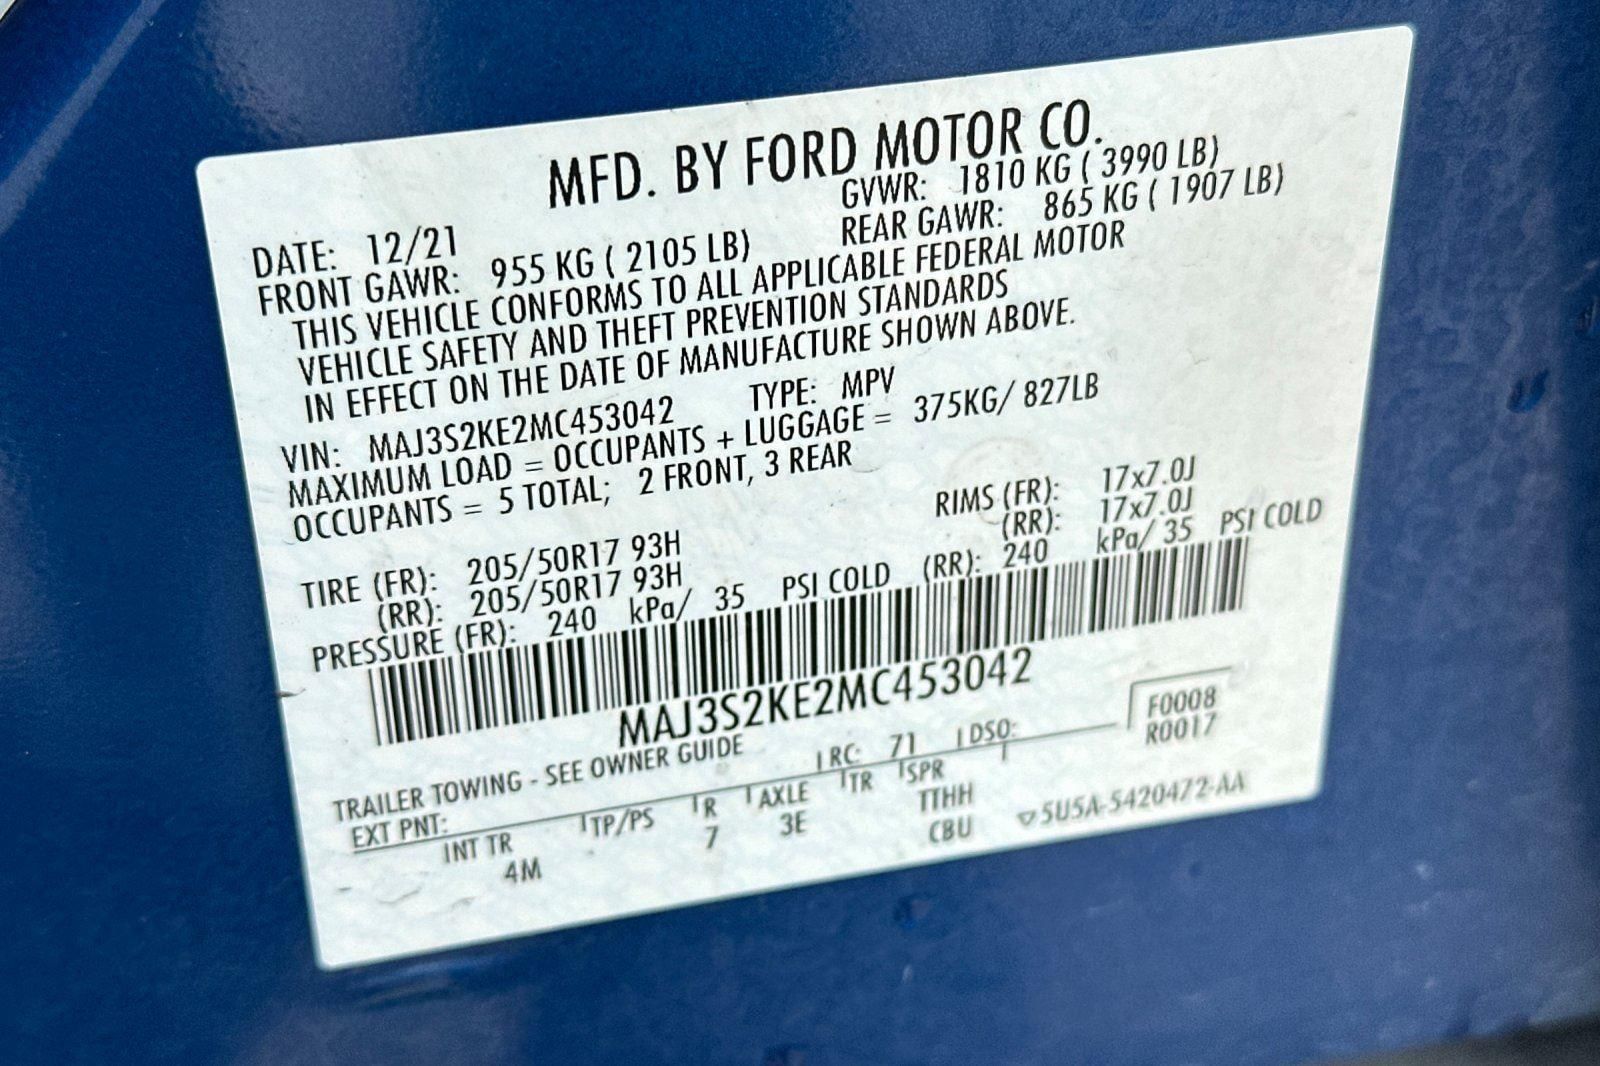 MFD. BY FORD MOTOR CO.
DATE: 12/21 GVWR: 1810 KG ( 3990 LB)
FRONT GAWR: 955 KG ( 2105 LB) REAR GAWR: 865 KG ( 1907 LB)
THIS VEHICLE CONFORMS TO ALL APPLICABLE FEDERAL MOTOR
VEHICLE SAFETY AND THEFT PREVENTION STANDARDS
IN EFFECT ON THE DATE OF MANUFACTURE SHOWN ABOVE.
VIN: MAJ3S2KE2MC453042 TYPE: MPV
MAXIMUM LOAD = OCCUPANTS + LUGGAGE = 375KG/ 827LB
OCCUPANTS = 5 TOTAL; 2 FRONT, 3 REAR
TIRE (FR): 205/50R17 93H RIMS (FR): 17x7.0J
(RR): 205/50R17 93H (RR): 17x7.0J
PRESSURE (FR): 240 kPa/ 35 PSI COLD (RR): 240 kPa/ 35 PSI COLD
MAJ3S2KE2MC453042
TRAILER TOWING - SEE OWNER GUIDE
F0008
EXT PNT: RC: 71 DSO: R0017
INT TR TP/PS R AXLE TR SPR
4M 7 3E TTHH
CBU ▽5U5A-5420472-AA